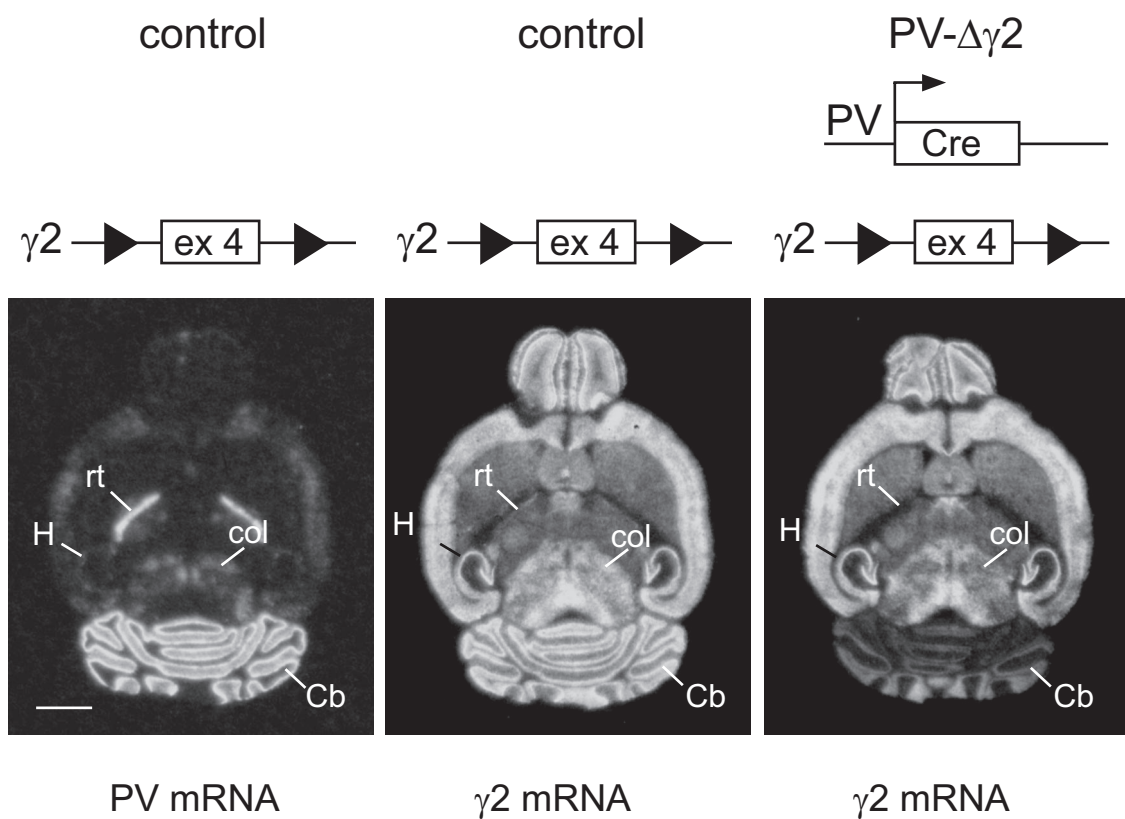 control
control
PV-Δγ2
PV
Cre
γ2
ex 4
γ2
ex 4
γ2
ex 4
rt
H
col
Cb
rt
H
col
Cb
rt
H
col
Cb
PV mRNA
γ2 mRNA
γ2 mRNA